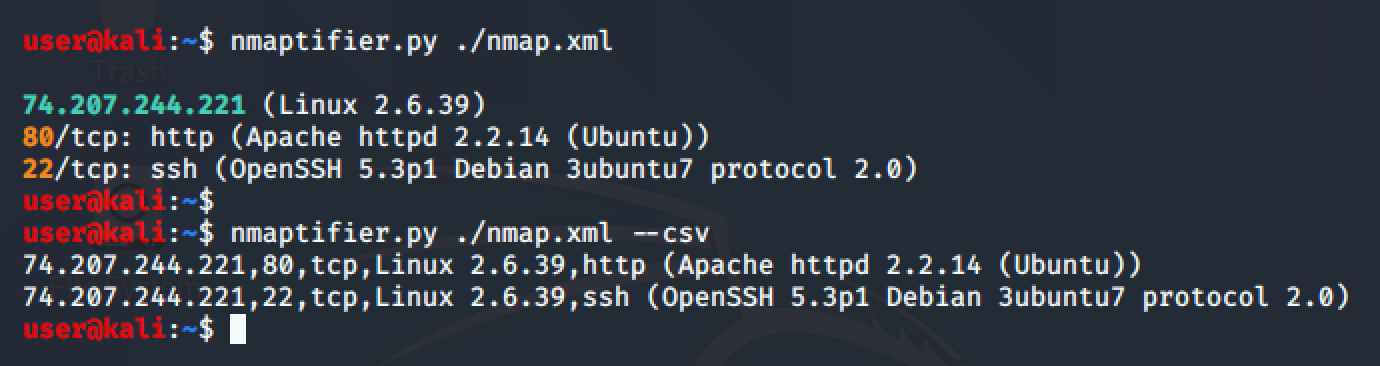 user@kali:~$ nmaptifier.py ./nmap.xml
Trash
74.207.244.221 (Linux 2.6.39)
80/tcp: http (Apache httpd 2.2.14 (Ubuntu))
22/tcp: ssh (OpenSSH 5.3p1 Debian 3ubuntu7 protocol 2.0)
user@kali:~$
user@kali:~$ nmaptifier.py ./nmap.xml --csv
74.207.244.221,80,tcp,Linux 2.6.39,http (Apache httpd 2.2.14 (Ubuntu))
74.207.244.221,22,tcp,Linux 2.6.39,ssh (OpenSSH 5.3p1 Debian 3ubuntu7 protocol 2.0)
user@kali:~$